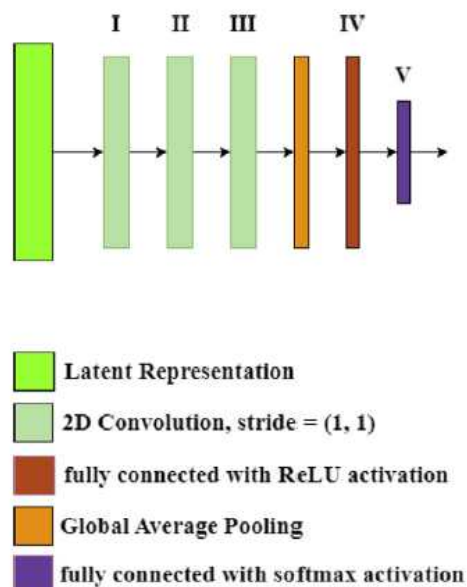 I II III IV
V
Latent Representation
2D Convolution, stride = (1, 1)
fully connected with ReLU activation
Global Average Pooling
fully connected with softmax activation